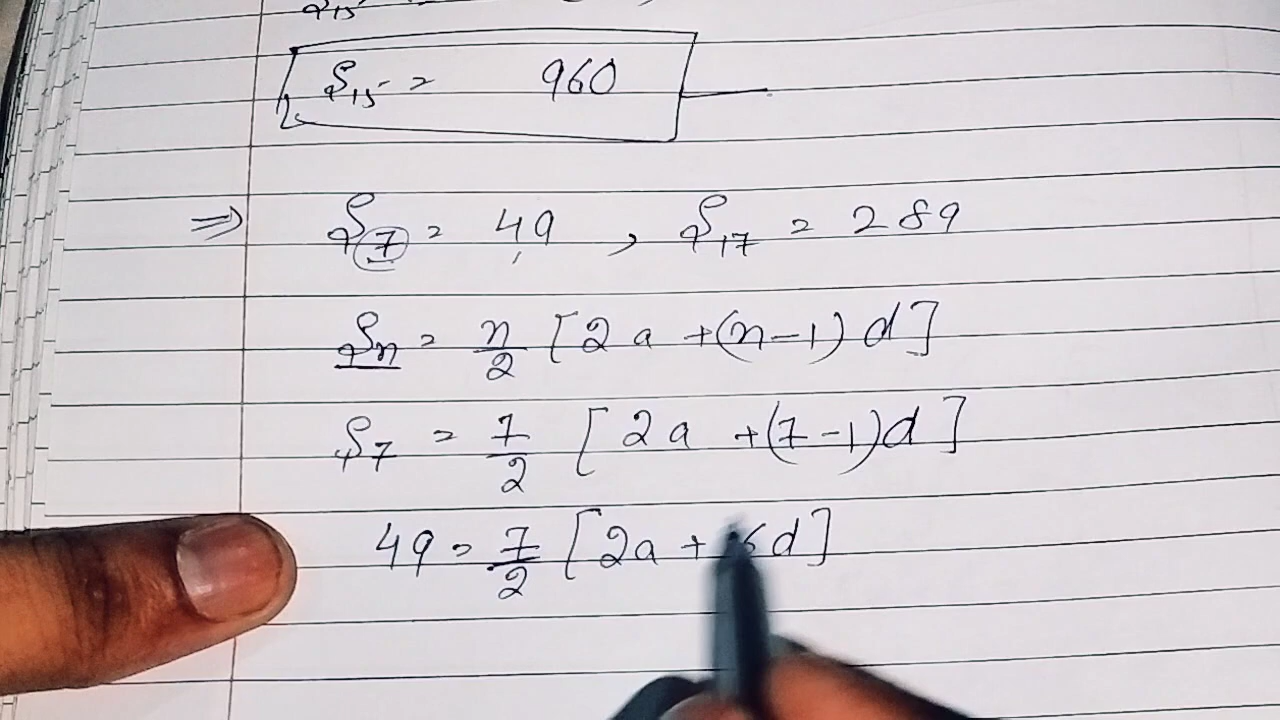 S15 = 960
⇒ S7 = 49 , S17 = 289
Sn = n/2 [2a +(n-1)d]
S7 = 7/2 [2a +(7-1)d]
49 = 7/2 [2a + 6d]